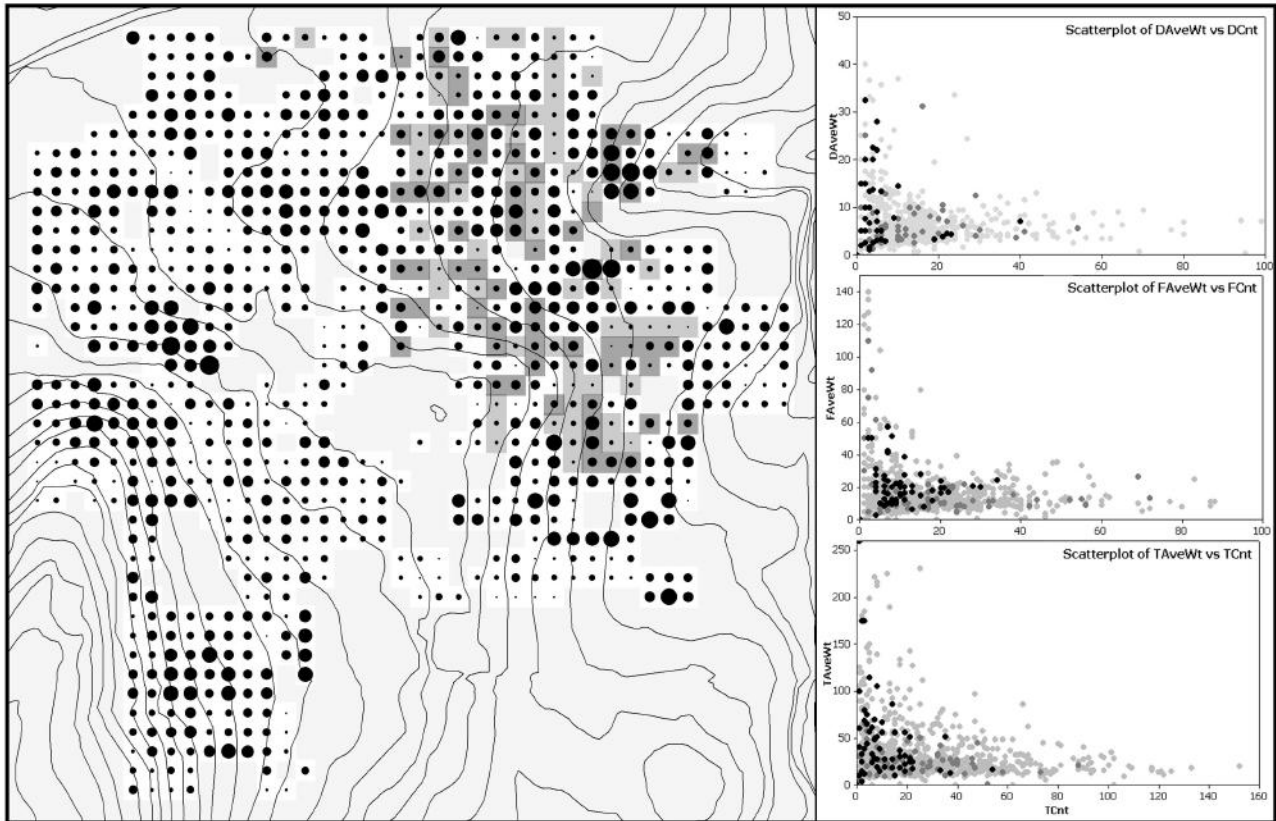 Scatterplot of DAveWt vs DCnt
DAveWt
50
40
30
20
10
0
0 20 40 60 80 100
Scatterplot of FAveWt vs FCnt
FAveWt
140
120
100
80
60
40
20
0
0 20 40 60 80 100
Scatterplot of TAveWt vs TCnt
TAveWt
250
200
150
100
50
0
0 20 40 60 80 100 120 140 160
TCnt